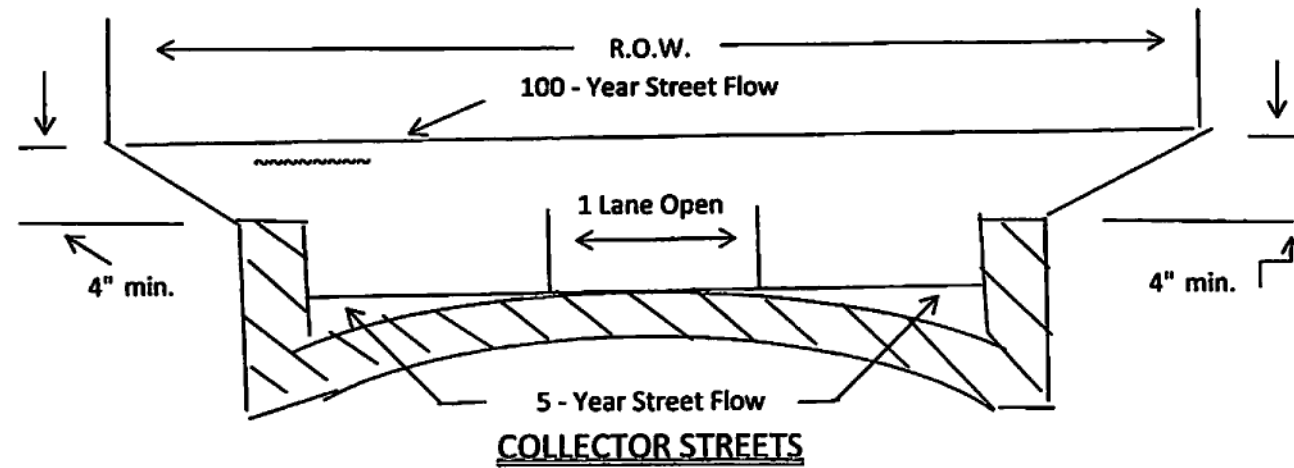 R.O.W.
100 - Year Street Flow
1 Lane Open
4" min.
4" min.
5 - Year Street Flow
COLLECTOR STREETS